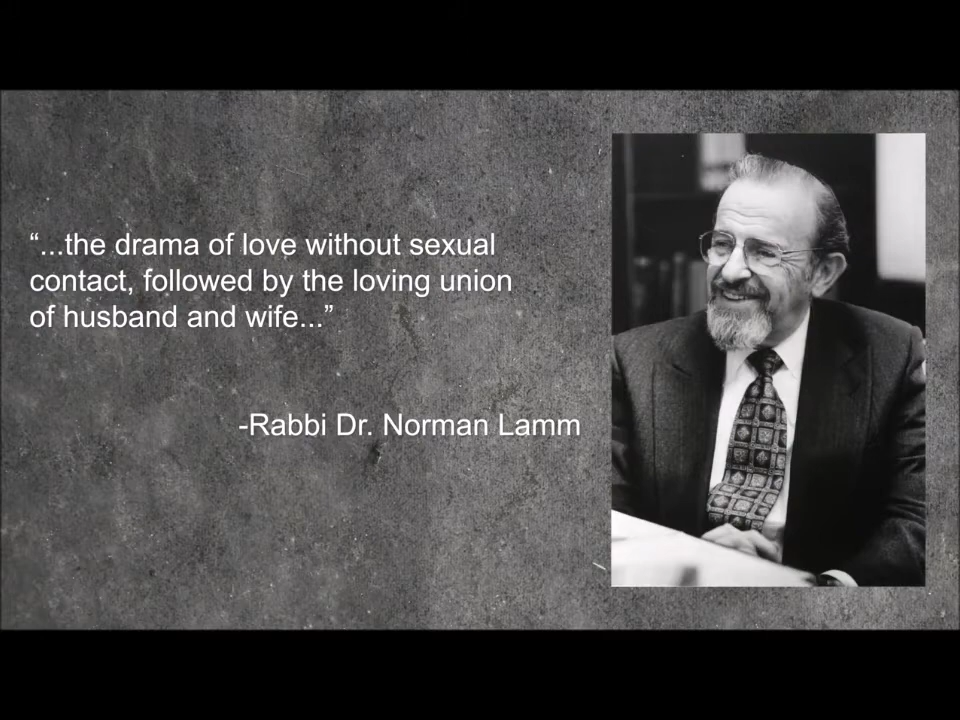 “...the drama of love without sexual
contact, followed by the loving union
of husband and wife...”
-Rabbi Dr. Norman Lamm